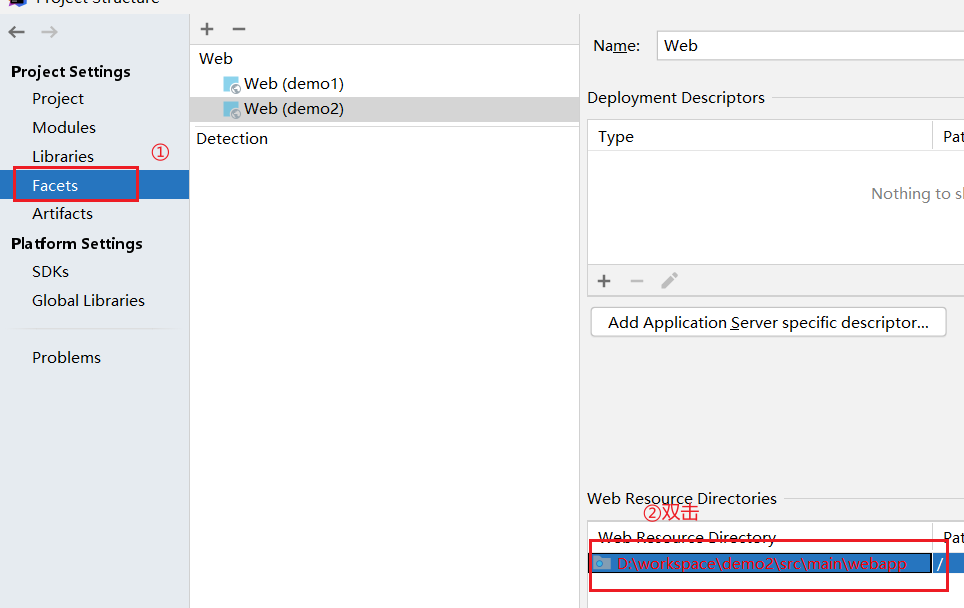 Project Structure
Project Settings
Project
Modules
Libraries
①
Facets
Artifacts
Platform Settings
SDKs
Global Libraries
Problems
Web
Web (demo1)
Web (demo2)
Detection
Name: Web
Deployment Descriptors
Type
Pat
Nothing to sl
Add Application Server specific descriptor...
Web Resource Directories
②双击
Web Resource Directory
Pat
D:\workspace\demo2\src\main\webapp
/